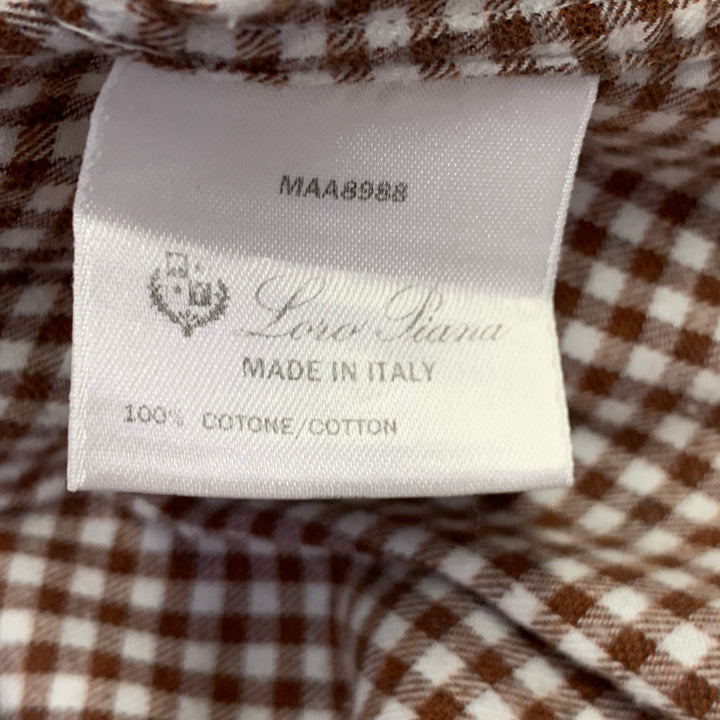 MAA8988
Loro Piana
MADE IN ITALY
100% COTONE/COTTON